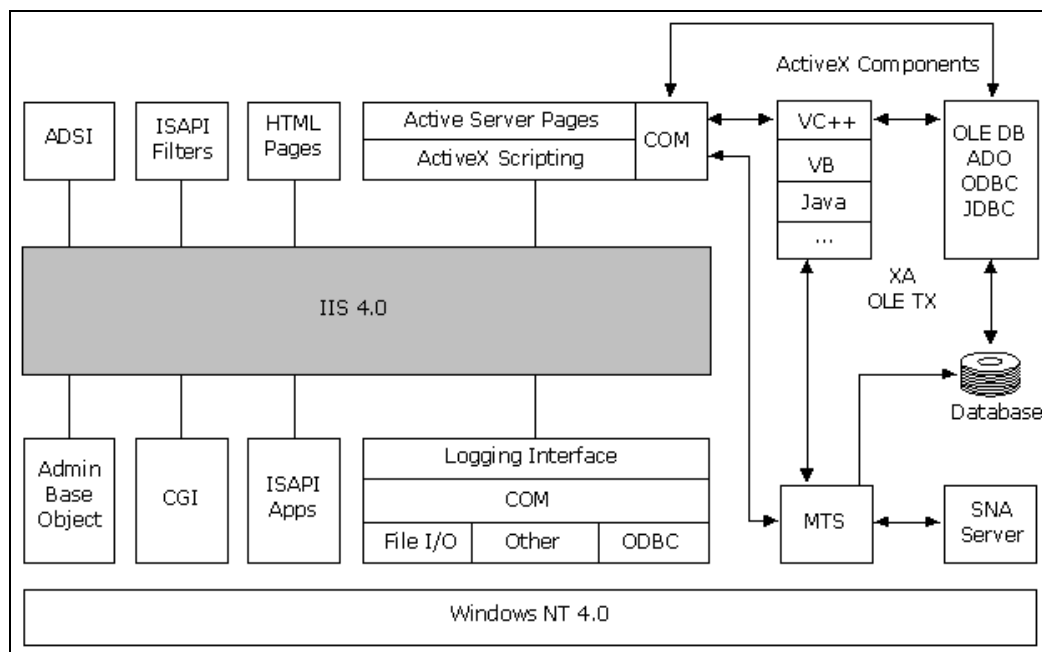 ActiveX Components
ADSI
ISAPI
Filters
HTML
Pages
Active Server Pages
ActiveX Scripting
COM
VC++
VB
Java
...
OLE DB
ADO
ODBC
JDBC
IIS 4.0
XA
OLE TX
Database
Admin
Base
Object
CGI
ISAPI
Apps
Logging Interface
COM
File I/O
Other
ODBC
MTS
SNA
Server
Windows NT 4.0